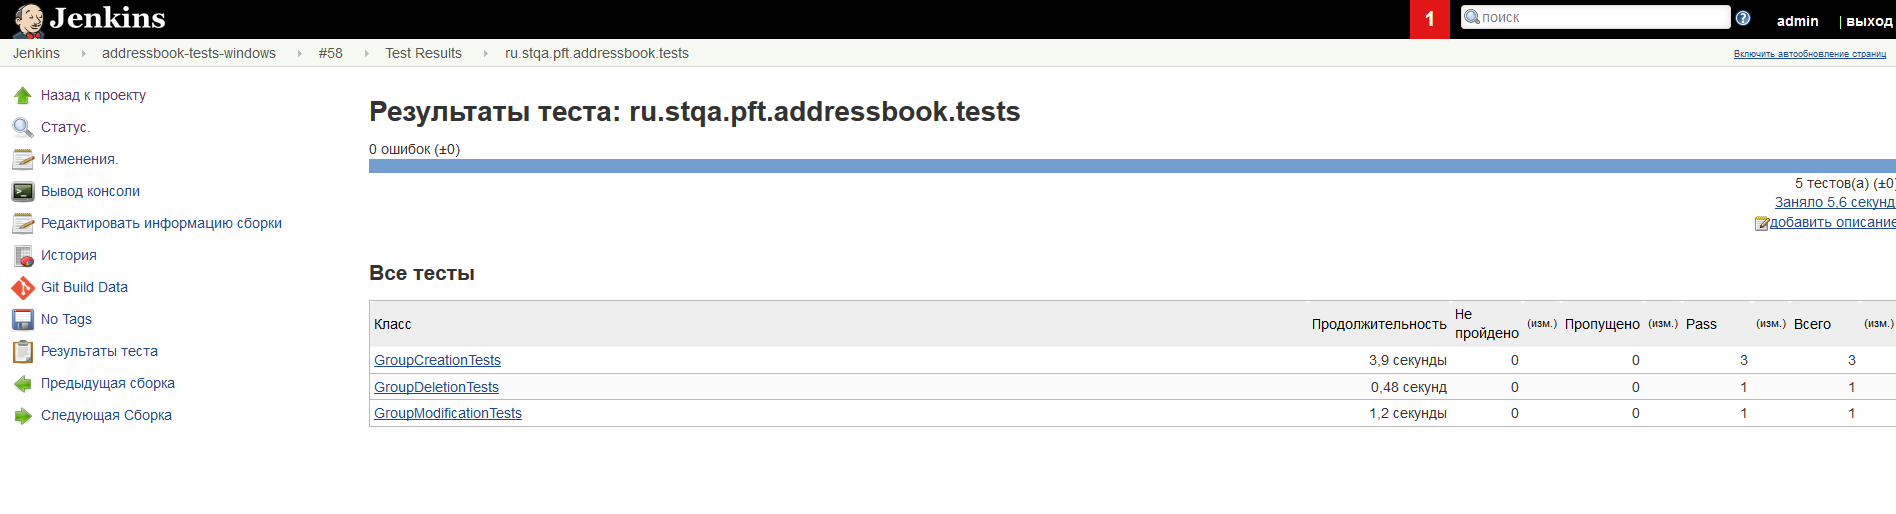 Jenkins
1
поиск
admin
| выход
Jenkins addressbook-tests-windows #58 Test Results ru.stqa.pft.addressbook.tests
Включить автообновление страниц
Назад к проекту
Статус.
Изменения.
Вывод консоли
Редактировать информацию сборки
История
Git Build Data
No Tags
Результаты теста
Предыдущая сборка
Следующая Сборка
Результаты теста: ru.stqa.pft.addressbook.tests
0 ошибок (±0)
5 тестов(а) (±0)
Заняло 5,6 секунд
добавить описание
Все тесты
Класс Продолжительность Не пройдено (изм.) Пропущено (изм.) Pass (изм.) Всего (изм.)
GroupCreationTests 3,9 секунды 0 0 3 3
GroupDeletionTests 0,48 секунд 0 0 1 1
GroupModificationTests 1,2 секунды 0 0 1 1